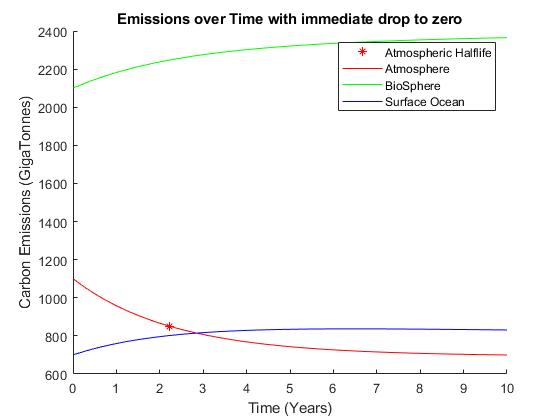 Emissions over Time with immediate drop to zero
Carbon Emissions (GigaTonnes)
2400
2200
2000
1800
1600
1400
1200
1000
800
600
Atmospheric Halflife
Atmosphere
BioSphere
Surface Ocean
0 1 2 3 4 5 6 7 8 9 10
Time (Years)